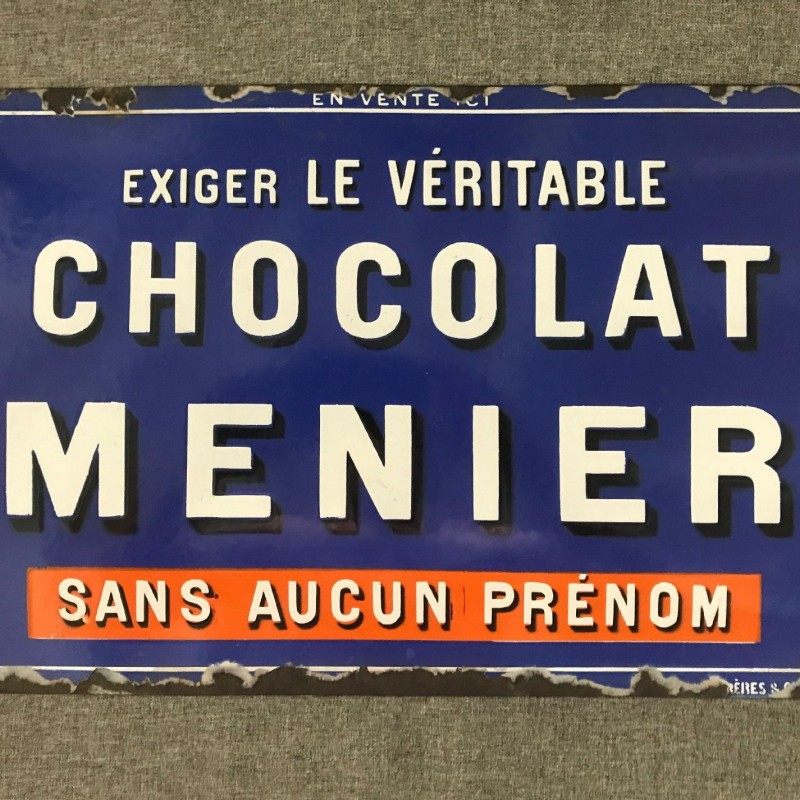 EN VENTE ICI
EXIGER LE VÉRITABLE
CHOCOLAT
MENIER
SANS AUCUN PRÉNOM